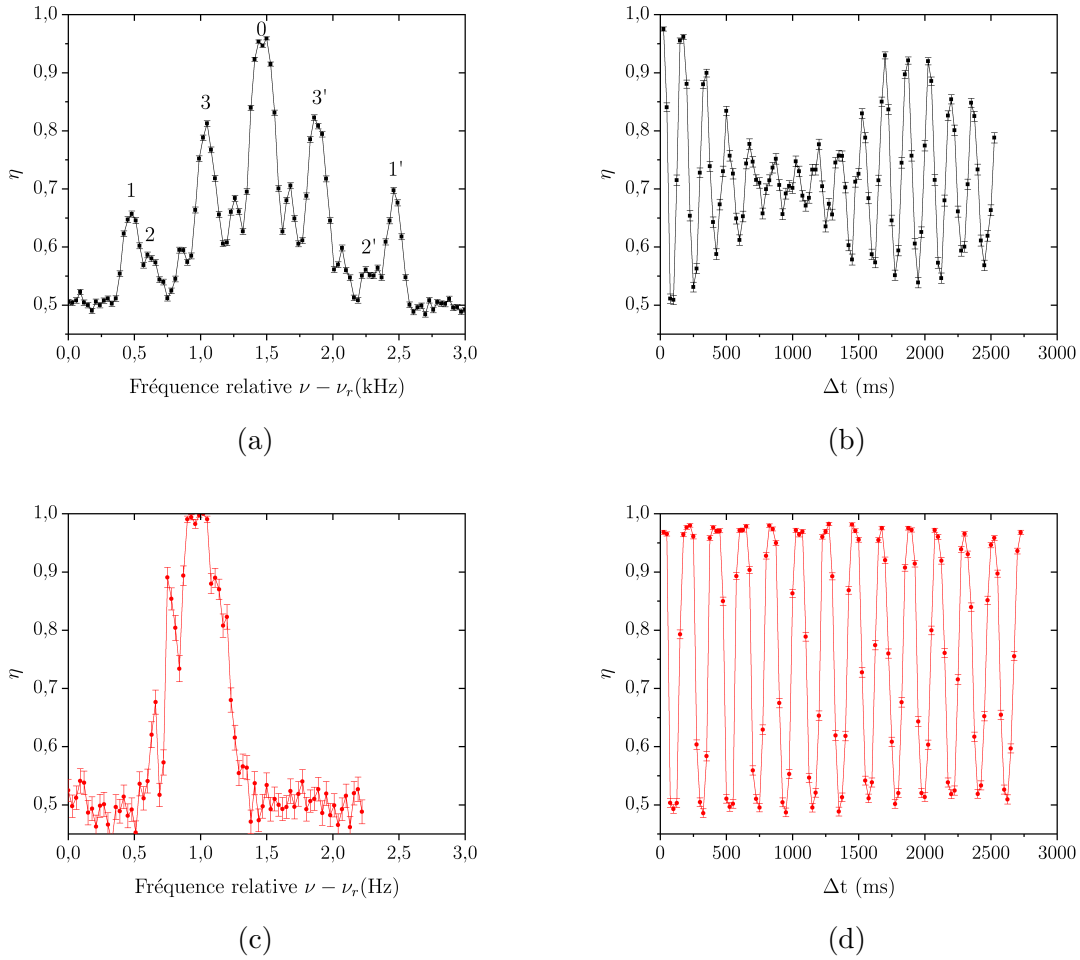 1,0
0,9
0,8
0,7
0,6
0,5
η
0
3
3'
1
1'
2
2'
0,0 0,5 1,0 1,5 2,0 2,5 3,0
Fréquence relative ν − ν_r(kHz)
(a)
1,0
0,9
0,8
0,7
0,6
0,5
η
0 500 1000 1500 2000 2500 3000
Δt (ms)
(b)
1,0
0,9
0,8
0,7
0,6
0,5
η
0,0 0,5 1,0 1,5 2,0 2,5 3,0
Fréquence relative ν − ν_r(Hz)
(c)
1,0
0,9
0,8
0,7
0,6
0,5
η
0 500 1000 1500 2000 2500 3000
Δt (ms)
(d)